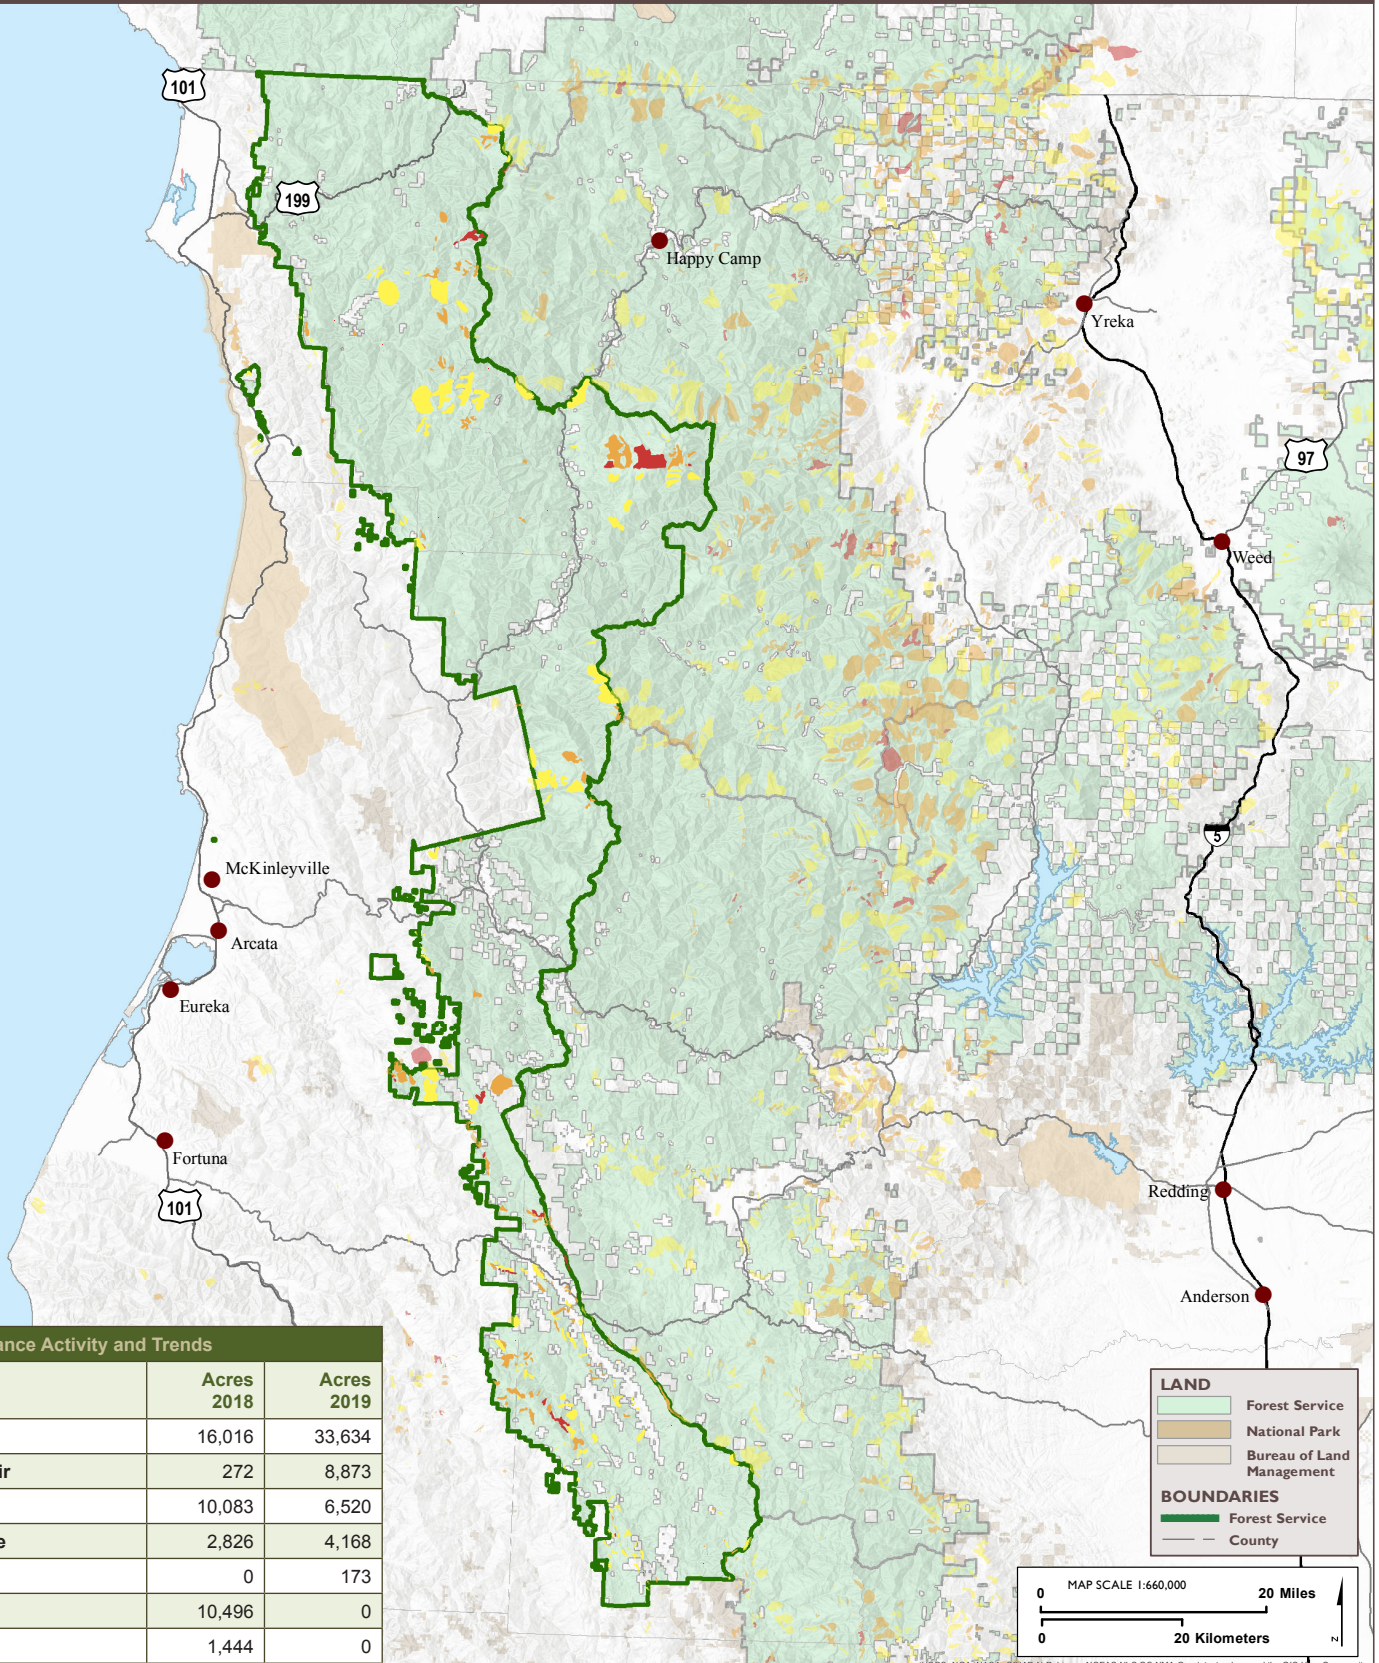 101
199
Happy Camp
Yreka
97
Weed
5
McKinleyville
Arcata
Eureka
Fortuna
101
Redding
Anderson
ance Activity and Trends
Acres 2018
Acres 2019
16,016 33,634
ir 272 8,873
10,083 6,520
e 2,826 4,168
0 173
10,496 0
1,444 0
LAND
Forest Service
National Park
Bureau of Land
Management
BOUNDARIES
Forest Service
County
MAP SCALE 1:660,000
0 20 Miles
0 20 Kilometers
N